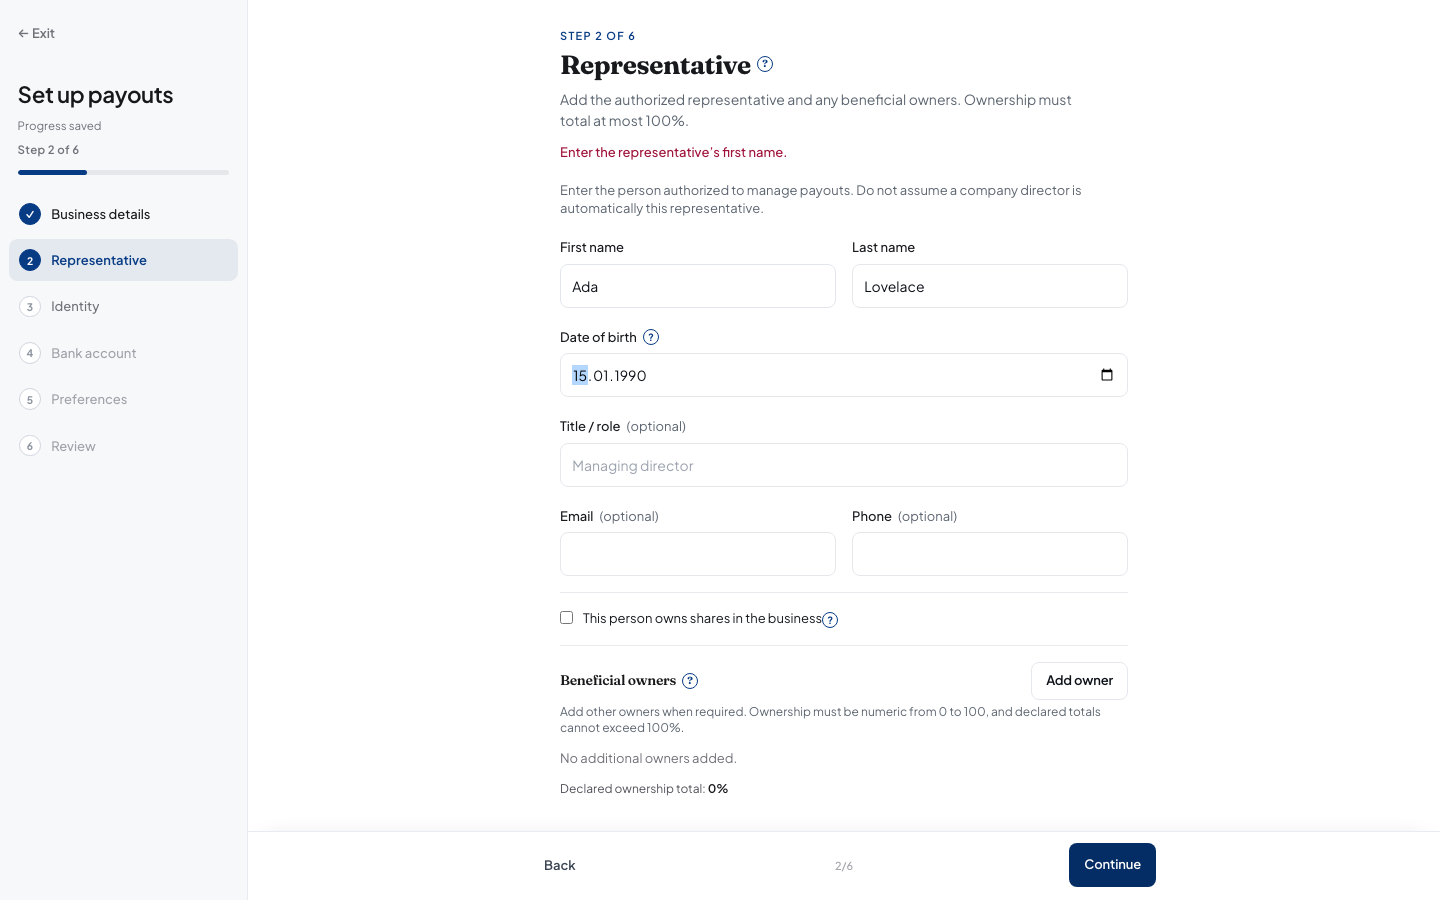 ← Exit
Set up payouts
Progress saved
Step 2 of 6
Business details
2 Representative
3 Identity
4 Bank account
5 Preferences
6 Review
STEP 2 OF 6
Representative ?
Add the authorized representative and any beneficial owners. Ownership must
total at most 100%.
Enter the representative's first name.
Enter the person authorized to manage payouts. Do not assume a company director is
automatically this representative.
First name Last name
Ada Lovelace
Date of birth ?
15.01.1990
Title / role (optional)
Managing director
Email (optional) Phone (optional)
This person owns shares in the business ?
Beneficial owners ? Add owner
Add other owners when required. Ownership must be numeric from 0 to 100, and declared totals
cannot exceed 100%.
No additional owners added.
Declared ownership total: 0%
Back 2/6 Continue